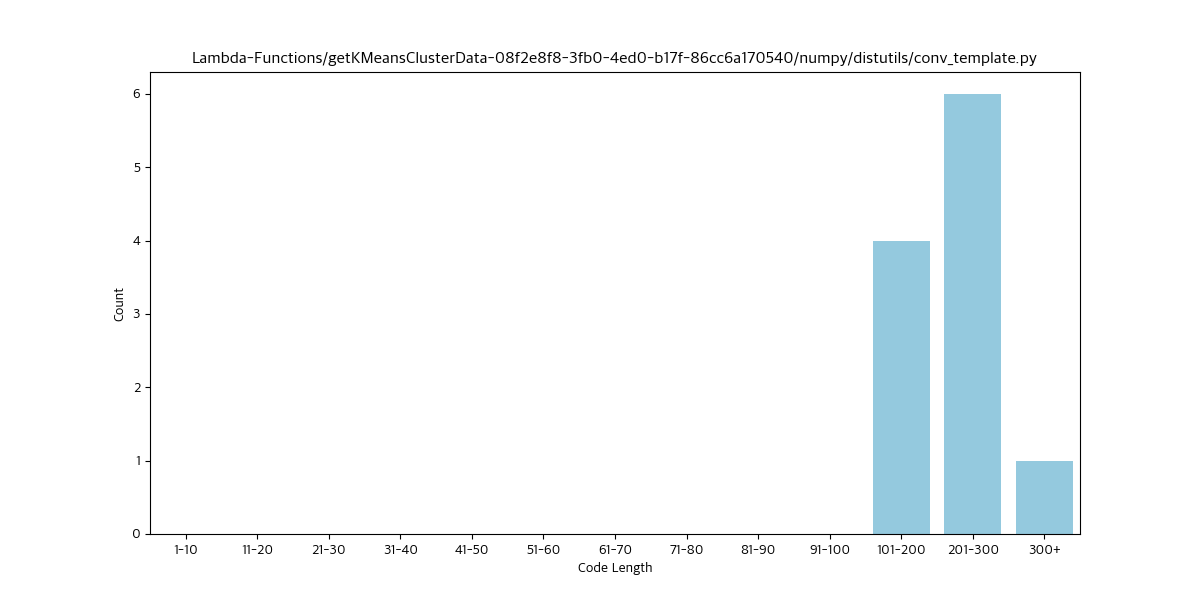 Lambda-Functions/getKMeansClusterData-08f2e8f8-3fb0-4ed0-b17f-86cc6a170540/numpy/distutils/conv_template.py
6
5
4
3
2
1
0
Count
1-10 11-20 21-30 31-40 41-50 51-60 61-70 71-80 81-90 91-100 101-200 201-300 300+
Code Length